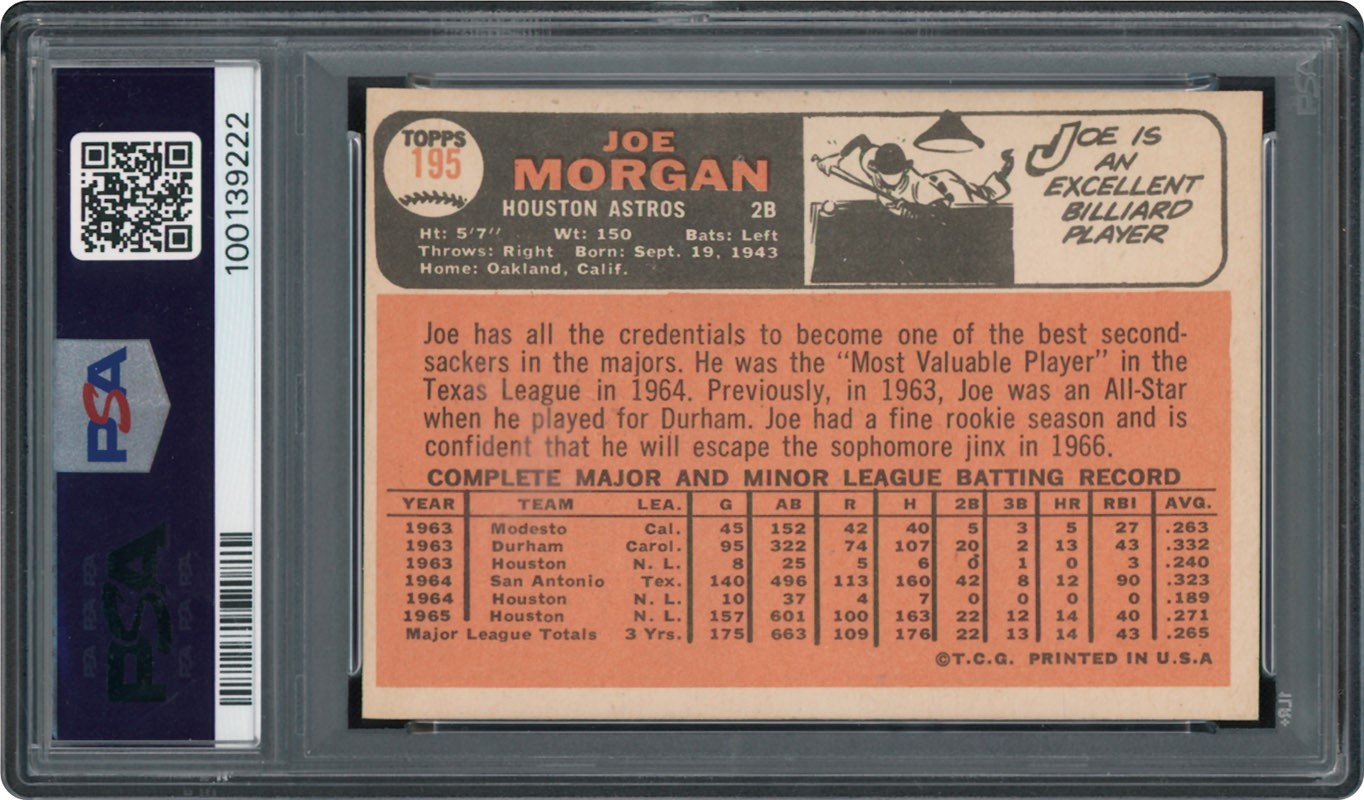 100139222
PSA
PSA
PSA
TOPPS
195
JOE
MORGAN
HOUSTON ASTROS 2B
Ht: 5'7'' Wt: 150 Bats: Left
Throws: Right Born: Sept. 19, 1943
Home: Oakland, Calif.
JOE IS
AN
EXCELLENT
BILLIARD
PLAYER
Joe has all the credentials to become one of the best second-
sackers in the majors. He was the "Most Valuable Player" in the
Texas League in 1964. Previously, in 1963, Joe was an All-Star
when he played for Durham. Joe had a fine rookie season and is
confident that he will escape the sophomore jinx in 1966.
COMPLETE MAJOR AND MINOR LEAGUE BATTING RECORD
YEAR TEAM LEA. G AB R H 2B 3B HR RBI AVG.
1963 Modesto Cal. 45 152 42 40 5 3 5 27 .263
1963 Durham Carol. 95 322 74 107 20 2 13 43 .332
1963 Houston N. L. 8 25 5 6 0 1 0 3 .240
1964 San Antonio Tex. 140 496 113 160 42 8 12 90 .323
1964 Houston N. L. 10 37 4 7 0 0 0 0 .189
1965 Houston N. L. 157 601 100 163 22 12 14 40 .271
Major League Totals 3 Yrs. 175 663 109 176 22 13 14 43 .265
©T.C.G. PRINTED IN U.S.A